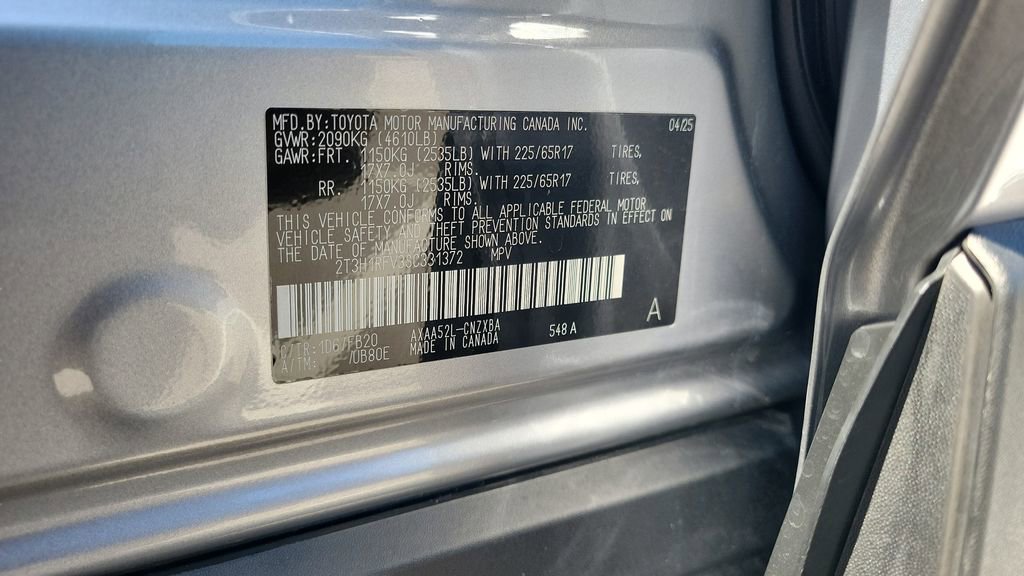 MFD. BY: TOYOTA MOTOR MANUFACTURING CANADA INC. 04/25
GVWR: 2090KG (4610LB)
GAWR: FRT. 1150KG (2535LB) WITH 225/65R17 TIRES,
17X7.0J RIMS.
RR 1150KG (2535LB) WITH 225/65R17 TIRES,
17X7.0J RIMS.
THIS VEHICLE CONFORMS TO ALL APPLICABLE FEDERAL MOTOR
VEHICLE SAFETY AND THEFT PREVENTION STANDARDS IN EFFECT ON
THE DATE OF MANUFACTURE SHOWN ABOVE.
MPV
C/TR: AXAA52L-CNZXBA 548 A
A/TM: /UB80E MADE IN CANADA
A